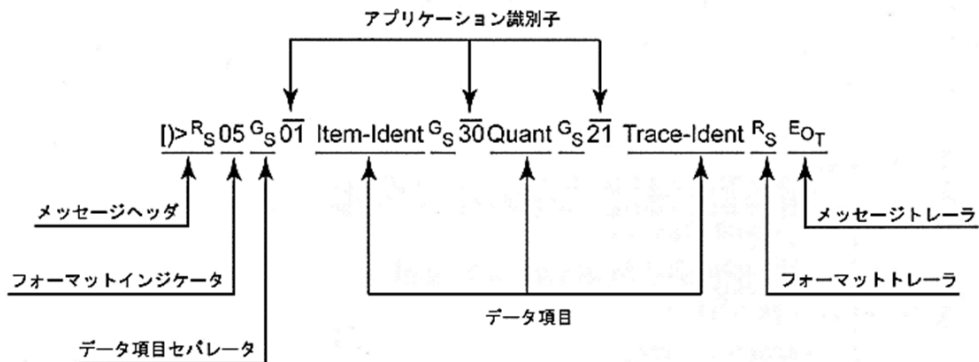 アプリケーション識別子
[)> RS 05 GS 01 Item-Ident GS 30 Quant GS 21 Trace-Ident RS EOT
メッセージヘッダ
メッセージトレーラ
フォーマットインジケータ
フォーマットトレーラ
データ項目
データ項目セパレータ